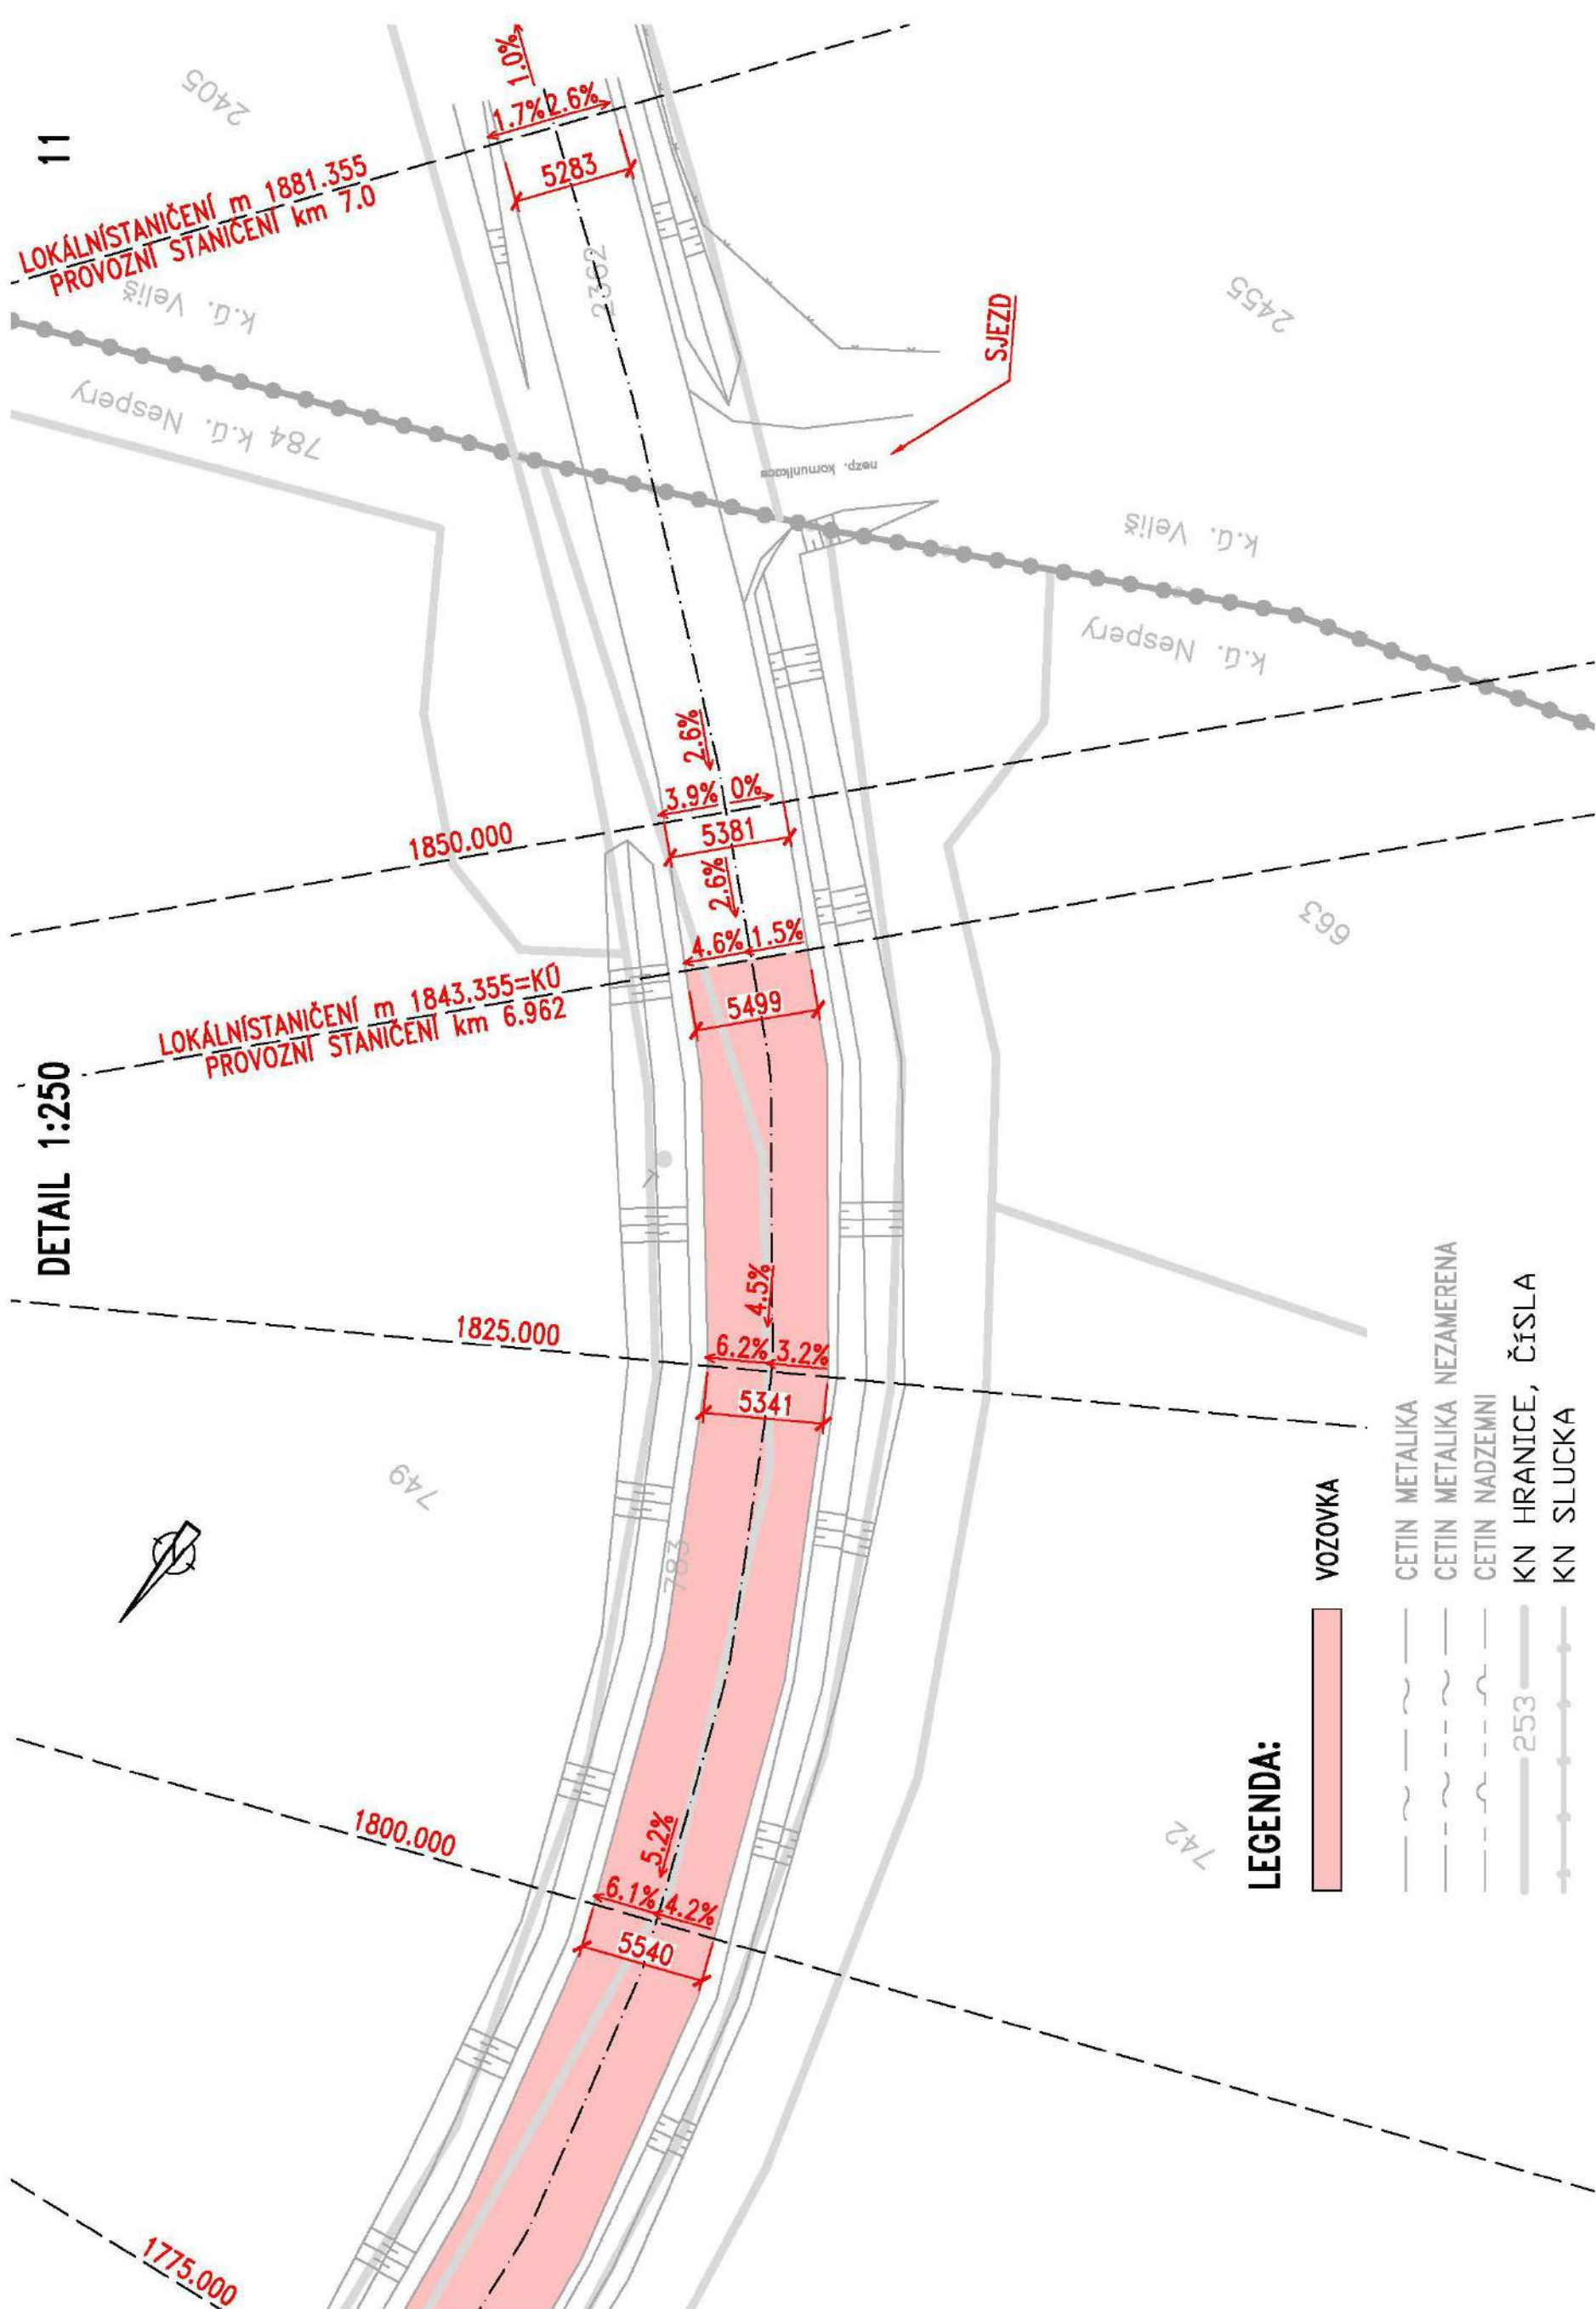 11
2405
LOKÁLNÍSTANIČENÍ m 1881.355
PROVOZNÍ STANIČENÍ km 7.0
1.0%
1.7% 2.6%
5283
2302
k.ú. Veliš
784 k.ú. Nespery
SJEZD
2455
nezp. komunikace
k.ú. Veliš
k.ú. Nespery
2.6%
3.9% 0%
5381
1850.000
2.6%
4.6% 1.5%
5499
LOKÁLNÍSTANIČENÍ m 1843.355=KÚ
PROVOZNÍ STANIČENÍ km 6.962
663
DETAIL 1:250
1825.000
4.5%
6.2% 3.2%
5341
749
783
1800.000
5.2%
6.1% 4.2%
5540
742
1775.000
LEGENDA:
VOZOVKA
CETIN METALIKA
CETIN METALIKA NEZAMERENA
CETIN NADZEMNI
253 KN HRANICE, ČÍSLA
KN SLUCKA